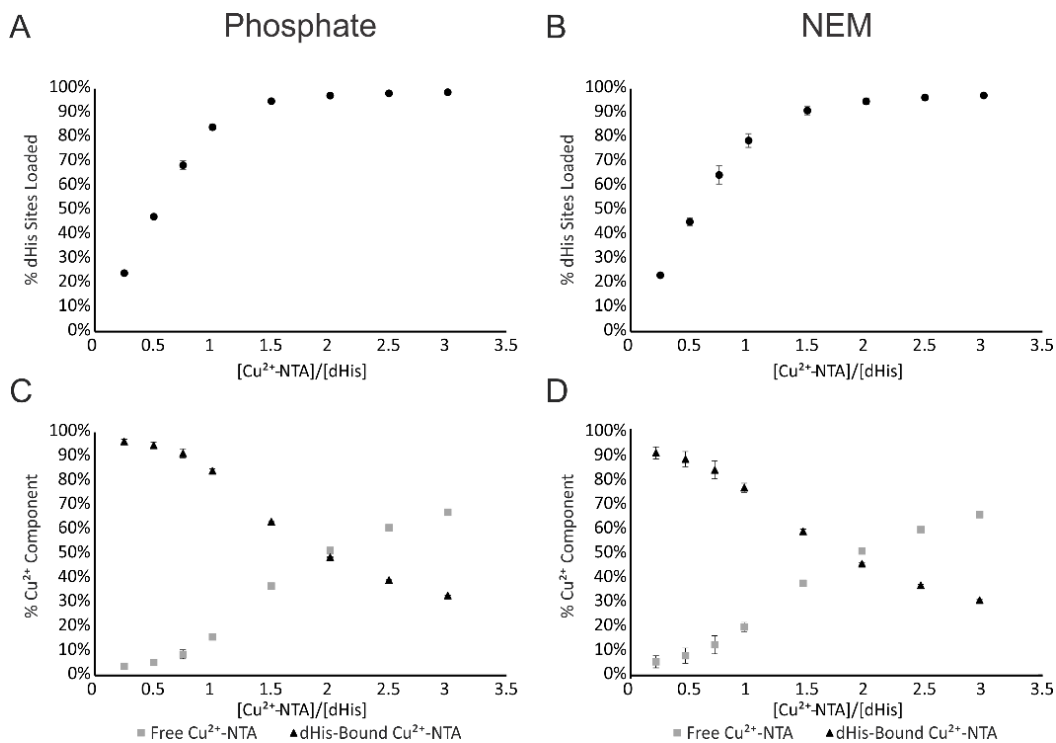 A
Phosphate
B
NEM
% dHis Sites Loaded
100%
90%
80%
70%
60%
50%
40%
30%
20%
10%
0%
0 0.5 1 1.5 2 2.5 3 3.5
[Cu²⁺-NTA]/[dHis]
% dHis Sites Loaded
100%
90%
80%
70%
60%
50%
40%
30%
20%
10%
0%
0 0.5 1 1.5 2 2.5 3 3.5
[Cu²⁺-NTA]/[dHis]
C
% Cu²⁺ Component
100%
90%
80%
70%
60%
50%
40%
30%
20%
10%
0%
0 0.5 1 1.5 2 2.5 3 3.5
[Cu²⁺-NTA]/[dHis]
Free Cu²⁺-NTA dHis-Bound Cu²⁺-NTA
D
% Cu²⁺ Component
100%
90%
80%
70%
60%
50%
40%
30%
20%
10%
0%
0 0.5 1 1.5 2 2.5 3 3.5
[Cu²⁺-NTA]/[dHis]
Free Cu²⁺-NTA dHis-Bound Cu²⁺-NTA